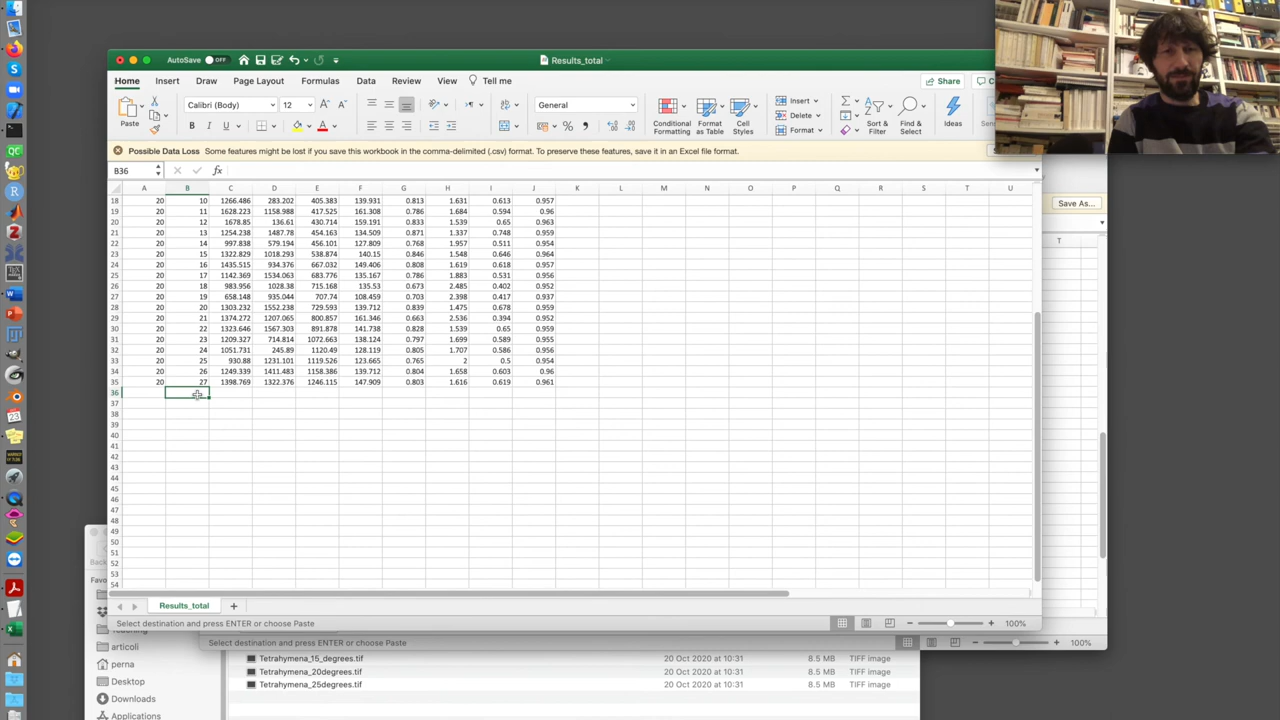 AutoSave OFF
Results_total
Home Insert Draw Page Layout Formulas Data Review View Tell me
Share
Paste
Calibri (Body) 12
General
Conditional Formatting
Format as Table
Cell Styles
Insert
Delete
Format
Sort & Filter
Find & Select
Ideas
Possible Data Loss Some features might be lost if you save this workbook in the comma-delimited (.csv) format. To preserve these features, save it in an Excel file format.
B36 fx
Save As...
A B C D E F G H I J K L M N O P Q R S T U
T
18 20 10 1266.486 283.202 405.383 139.931 0.813 1.631 0.613 0.957
19 20 11 1628.223 1158.988 417.525 161.308 0.786 1.684 0.594 0.96
20 20 12 1678.85 136.61 430.714 159.191 0.833 1.539 0.65 0.963
21 20 13 1254.238 1487.78 454.163 134.509 0.871 1.337 0.748 0.959
22 20 14 997.838 579.194 456.101 127.809 0.768 1.957 0.511 0.954
23 20 15 1322.829 1018.293 538.874 140.15 0.846 1.548 0.646 0.964
24 20 16 1435.515 934.376 667.032 149.406 0.808 1.619 0.618 0.956
25 20 17 1142.369 1534.063 683.776 135.167 0.786 1.883 0.531 0.956
26 20 18 983.956 1028.38 715.168 135.53 0.673 2.485 0.402 0.952
27 20 19 658.148 935.044 707.74 108.459 0.703 2.398 0.417 0.937
28 20 20 1303.232 1552.238 729.593 139.712 0.839 1.475 0.678 0.959
29 20 21 1374.272 1207.065 800.857 161.346 0.663 2.536 0.394 0.955
30 20 22 1323.646 1567.303 891.878 141.738 0.828 1.539 0.65 0.959
31 20 23 1209.327 714.814 1072.663 138.124 0.797 1.699 0.589 0.955
32 20 24 1051.731 245.89 1120.49 128.119 0.805 1.707 0.586 0.956
33 20 25 930.88 1231.101 1119.526 123.665 0.765 2 0.5 0.954
34 20 26 1249.339 1411.483 1158.386 139.712 0.804 1.658 0.603 0.96
35 20 27 1398.769 1322.376 1246.115 147.909 0.803 1.616 0.619 0.961
36
37
38
39
40
41
42
43
44
45
46
47
48
49
50
51
52
53
54
Results_total
Select destination and press ENTER or choose Paste
100%
Select destination and press ENTER or choose Paste
100%
Back
Favo
articoli
perna
Desktop
Downloads
Applications
Tetrahymena_15_degrees.tif 20 Oct 2020 at 10:31 8.5 MB TIFF image
Tetrahymena_20degrees.tif 20 Oct 2020 at 10:31 8.5 MB TIFF image
Tetrahymena_25degrees.tif 20 Oct 2020 at 10:31 8.5 MB TIFF image